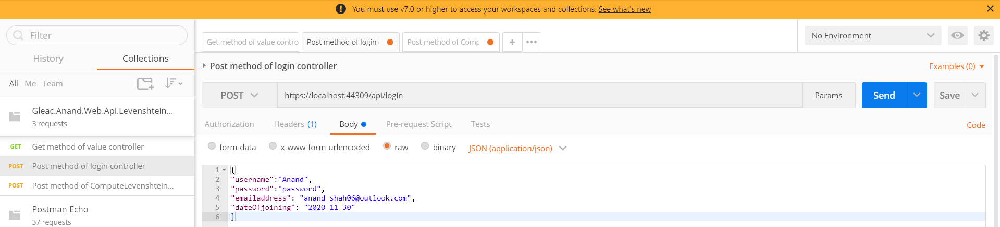 You must use v7.0 or higher to access your workspaces and collections. See what's new
Filter
History Collections
All Me Team
Gleac.Anand.Web.Api.Levenshtein...
3 requests
GET Get method of value controller
POST Post method of login controller
POST Post method of ComputeLevenshtein...
Postman Echo
37 requests
Get method of value contro Post method of login Post method of Comp + •••
No Environment
Post method of login controller
Examples (0)
POST https://localhost:44309/api/login Params Send Save
Authorization Headers (1) Body Pre-request Script Tests
Code
form-data x-www-form-urlencoded raw binary JSON (application/json)
1 {
2 "username":"Anand",
3 "password":"password",
4 "emailaddress": "anand_shah06@outlook.com",
5 "dateOfjoining": "2020-11-30"
6 }